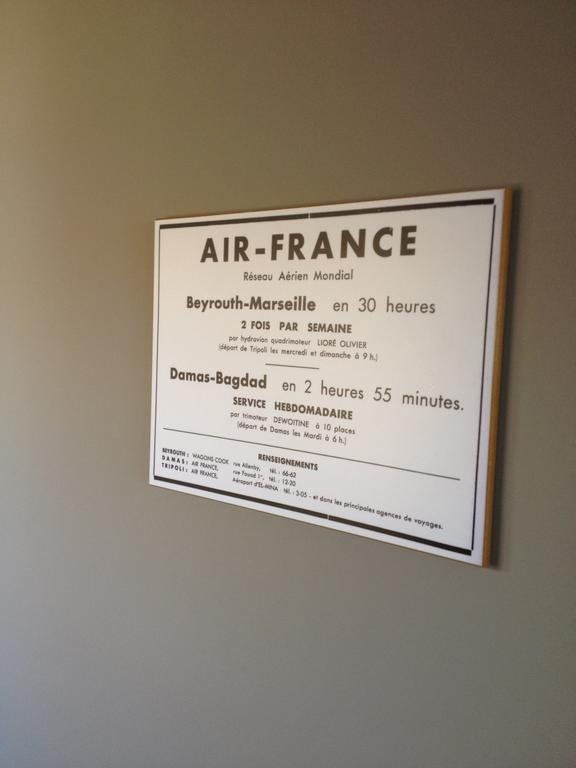 AIR-FRANCE
Réseau Aérien Mondial
Beyrouth-Marseille en 30 heures
2 FOIS PAR SEMAINE
par hydravion quadrimoteur LIORÉ OLIVIER
(départ de Tripoli les mercredi et dimanche à 9 h.)
Damas-Bagdad en 2 heures 55 minutes.
SERVICE HEBDOMADAIRE
par trimoteur DEWOITINE à 10 places
(départ de Damas les Mardi à 6 h.)
RENSEIGNEMENTS
BEYROUTH : WAGONS COOK rue Allenby, tél. : 66-62
DAMAS : AIR FRANCE, rue Fouad 1er, tél. : 12-20
TRIPOLI : AIR FRANCE, Aéroport d'EL-MINA tél. : 3-05 - et dans les principales agences de voyages.